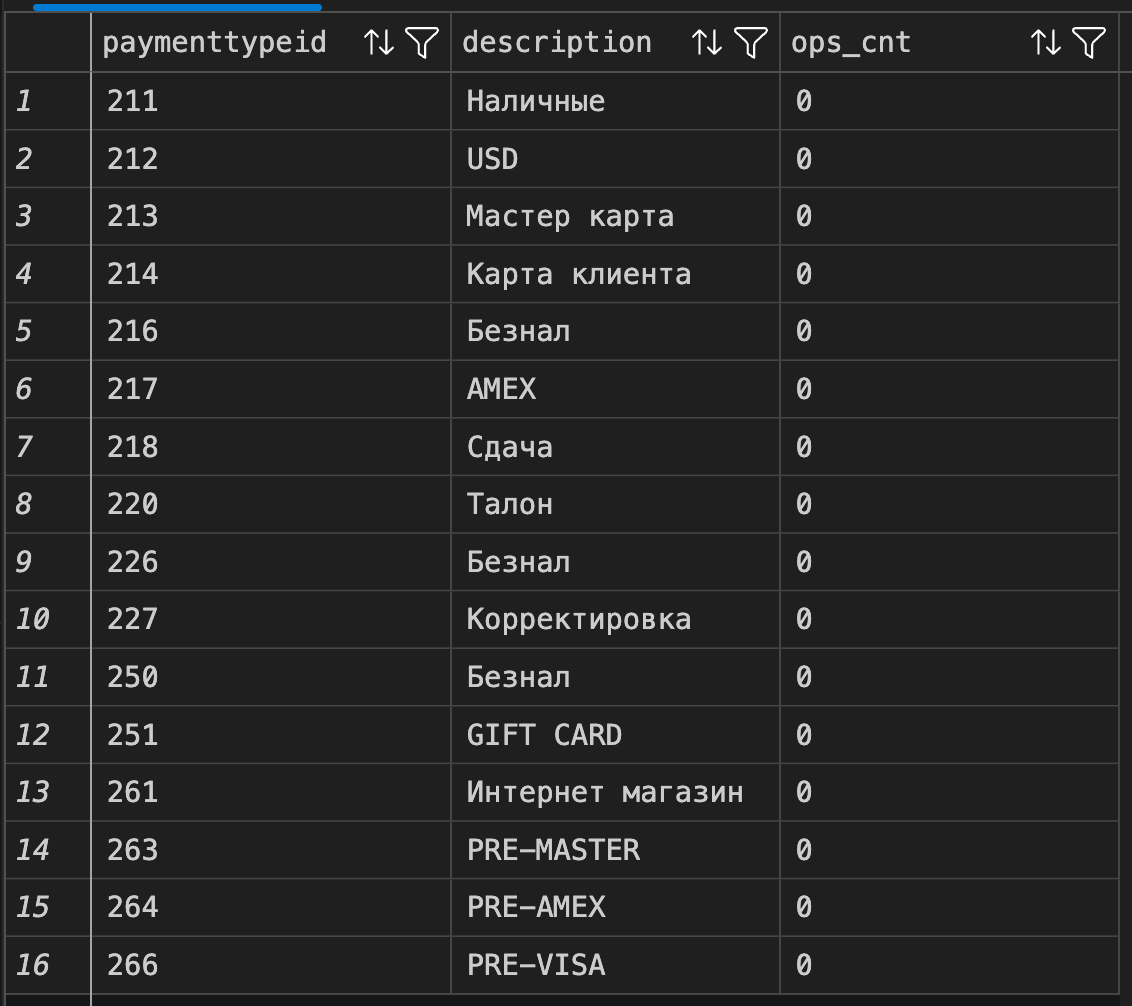 paymenttypeid description ops_cnt
1 211 Наличные 0
2 212 USD 0
3 213 Мастер карта 0
4 214 Карта клиента 0
5 216 Безнал 0
6 217 AMEX 0
7 218 Сдача 0
8 220 Талон 0
9 226 Безнал 0
10 227 Корректировка 0
11 250 Безнал 0
12 251 GIFT CARD 0
13 261 Интернет магазин 0
14 263 PRE-MASTER 0
15 264 PRE-AMEX 0
16 266 PRE-VISA 0